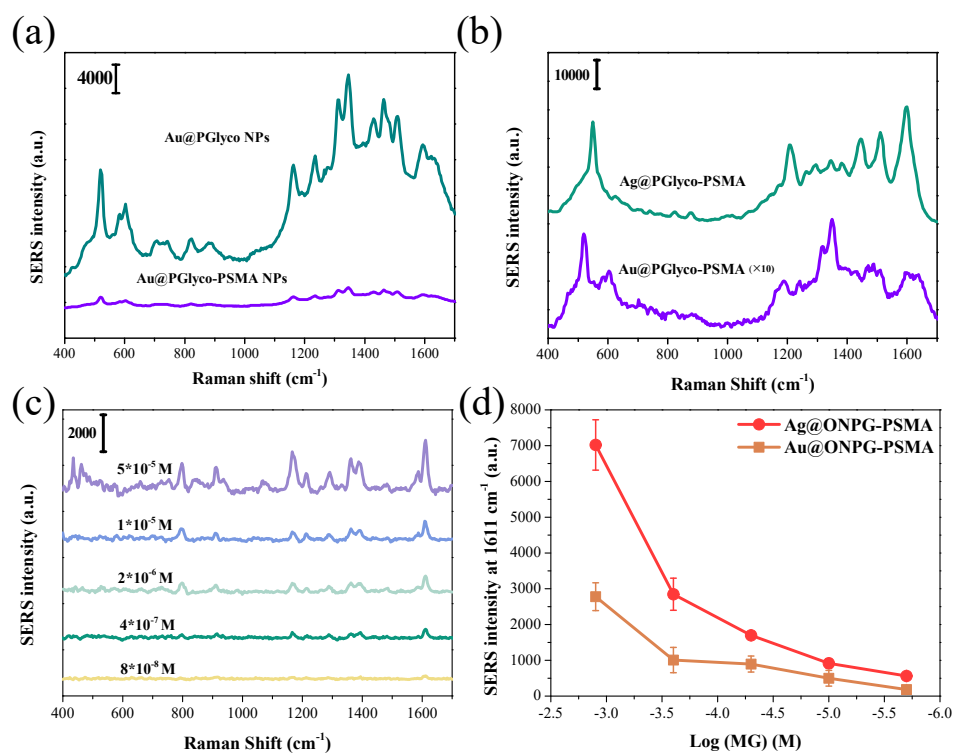 (a)
4000
Au@PGlyco NPs
Au@PGlyco-PSMA NPs
SERS intensity (a.u.)
400 600 800 1000 1200 1400 1600
Raman shift (cm-1)
(b)
10000
Ag@PGlyco-PSMA
Au@PGlyco-PSMA (×10)
SERS intensity (a.u.)
400 600 800 1000 1200 1400 1600
Raman Shift (cm-1)
(c)
2000
5*10-5 M
1*10-5 M
2*10-6 M
4*10-7 M
8*10-8 M
SERS intensity (a.u.)
400 600 800 1000 1200 1400 1600
Raman Shift (cm-1)
(d)
Ag@ONPG-PSMA
Au@ONPG-PSMA
8000
7000
6000
5000
4000
3000
2000
1000
0
SERS intensity at 1611 cm-1 (a.u.)
-2.5 -3.0 -3.5 -4.0 -4.5 -5.0 -5.5 -6.0
Log (MG) (M)